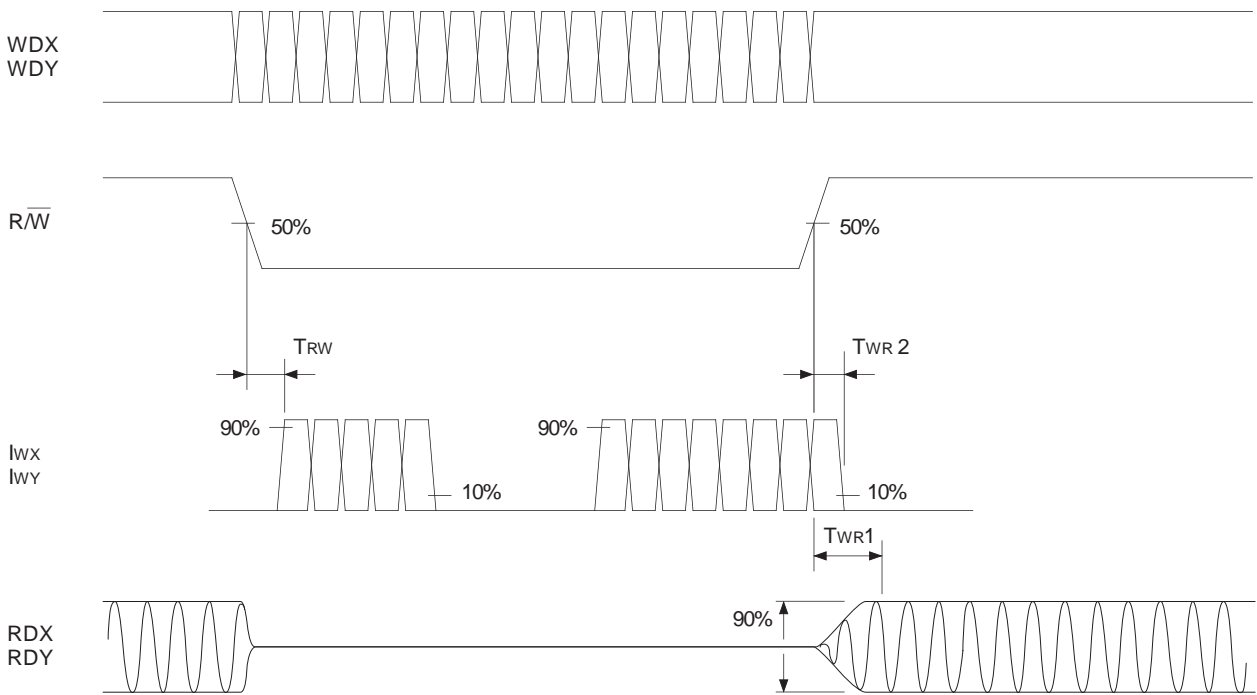 WDX
WDY
R/W̅
50%
50%
TRW
TWR 2
90%
90%
IWX
IWY
10%
10%
TWR1
90%
RDX
RDY